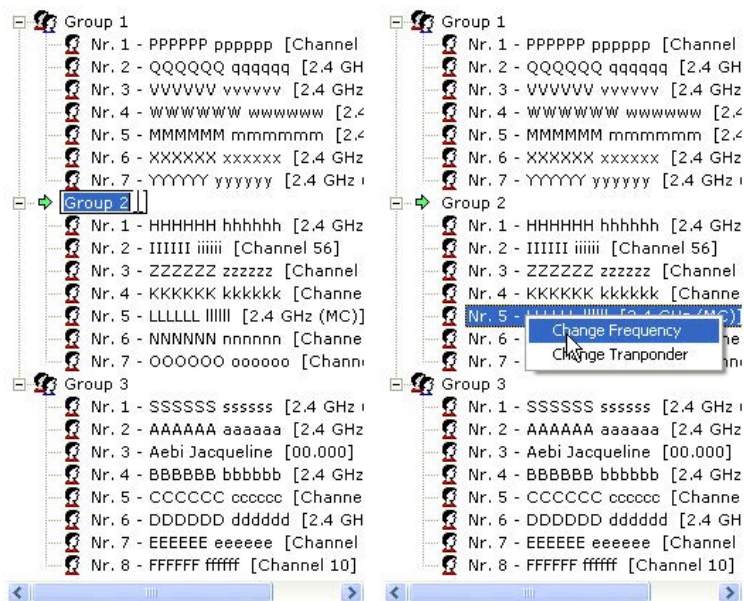 Group 1
Nr. 1 - PPPPPP pppppp [Channel
Nr. 2 - QQQQQQ qqqqqq [2.4 GH
Nr. 3 - VVVVVV vvvvvv [2.4 GHz
Nr. 4 - WWWWWW wwwwww [2.4
Nr. 5 - MMMMMM mmmmmm [2.4
Nr. 6 - XXXXXX xxxxxx [2.4 GHz
Nr. 7 - YYYYYY yyyyyy [2.4 GHz
Group 2
Nr. 1 - HHHHHH hhhhhh [2.4 GHz
Nr. 2 - IIIIII iiiiii [Channel 56]
Nr. 3 - ZZZZZZ zzzzzz [Channel
Nr. 4 - KKKKKK kkkkkk [Channe
Nr. 5 - LLLLLL llllll [2.4 GHz (MC)]
Nr. 6 - NNNNNN nnnnnn [Channe
Nr. 7 - OOOOOO oooooo [Chann
Group 3
Nr. 1 - SSSSSS ssssss [2.4 GHz
Nr. 2 - AAAAAA aaaaaa [2.4 GHz
Nr. 3 - Aebi Jacqueline [00.000]
Nr. 4 - BBBBBB bbbbbb [2.4 GHz
Nr. 5 - CCCCCC cccccc [Channe
Nr. 6 - DDDDDD dddddd [2.4 GH
Nr. 7 - EEEEEE eeeeee [Channel
Nr. 8 - FFFFFF ffffff [Channel 10]
Group 1
Nr. 1 - PPPPPP pppppp [Channel
Nr. 2 - QQQQQQ qqqqqq [2.4 GH
Nr. 3 - VVVVVV vvvvvv [2.4 GHz
Nr. 4 - WWWWWW wwwwww [2.4
Nr. 5 - MMMMMM mmmmmm [2.4
Nr. 6 - XXXXXX xxxxxx [2.4 GHz
Nr. 7 - YYYYYY yyyyyy [2.4 GHz
Group 2
Nr. 1 - HHHHHH hhhhhh [2.4 GHz
Nr. 2 - IIIIII iiiiii [Channel 56]
Nr. 3 - ZZZZZZ zzzzzz [Channel
Nr. 4 - KKKKKK kkkkkk [Channe
Nr. 5 - LLLLLL llllll [2.4 GHz (MC)]
Change Frequency
Nr. 6 -
Change Tranponder
Nr. 7 -
Group 3
Nr. 1 - SSSSSS ssssss [2.4 GHz
Nr. 2 - AAAAAA aaaaaa [2.4 GHz
Nr. 3 - Aebi Jacqueline [00.000]
Nr. 4 - BBBBBB bbbbbb [2.4 GHz
Nr. 5 - CCCCCC cccccc [Channe
Nr. 6 - DDDDDD dddddd [2.4 GH
Nr. 7 - EEEEEE eeeeee [Channel
Nr. 8 - FFFFFF ffffff [Channel 10]